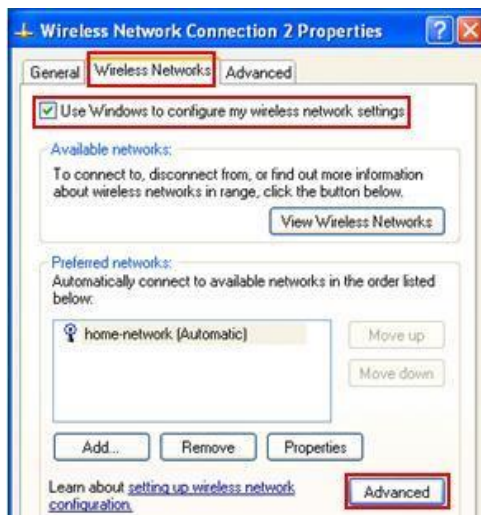 Wireless Network Connection 2 Properties ?
General Wireless Networks Advanced
Use Windows to configure my wireless network settings
Available networks:
To connect to, disconnect from, or find out more information
about wireless networks in range, click the button below.
View Wireless Networks
Preferred networks:
Automatically connect to available networks in the order listed
below:
home-network (Automatic)
Move up
Move down
Add... Remove Properties
Learn about setting up wireless network
configuration.
Advanced